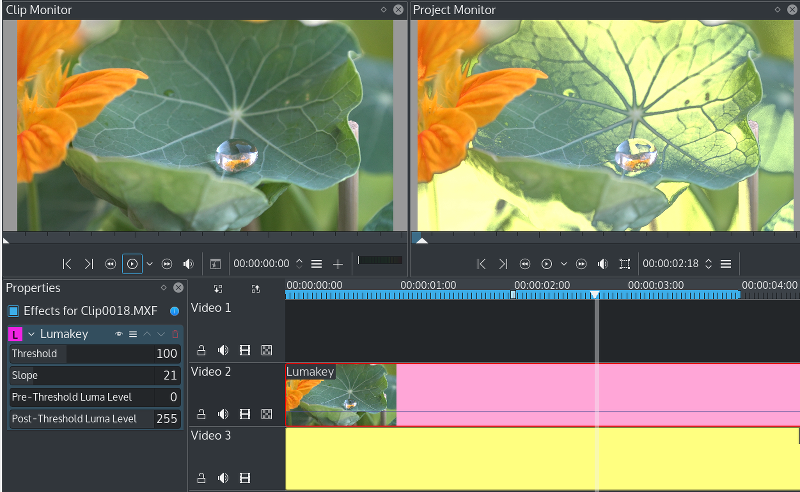 Clip Monitor
Project Monitor
00:00:00:00
00:00:02:18
Properties
Effects for Clip0018.MXF
L Lumakey
Threshold 100
Slope 21
Pre-Threshold Luma Level 0
Post-Threshold Luma Level 255
00:00:00:00 00:00:01:00 00:00:02:00 00:00:03:00 00:00:04:00
Video 1
Video 2
Lumakey
Video 3